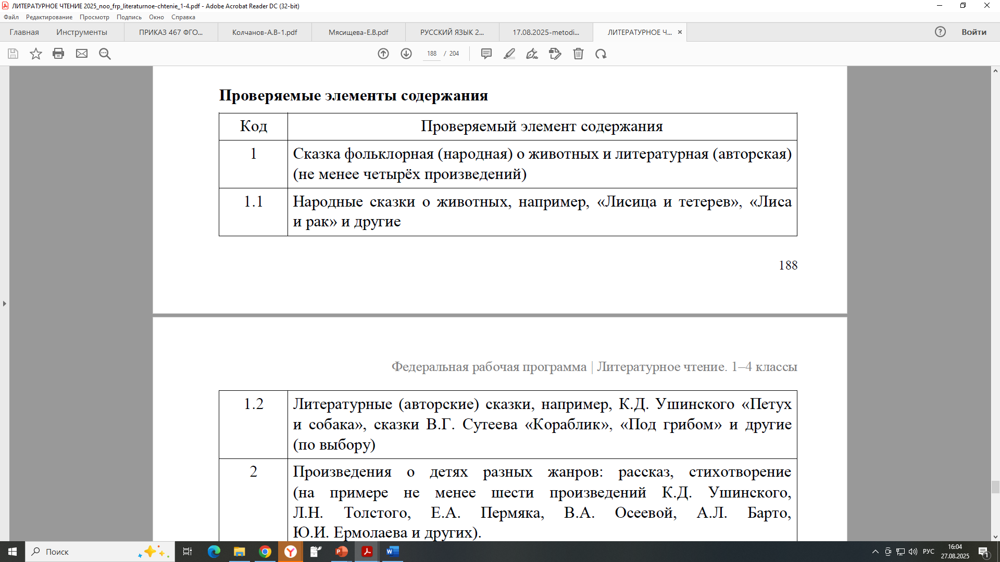 ЛИТЕРАТУРНОЕ ЧТЕНИЕ 2025_noo_frp_literaturnoe-chtenie_1-4.pdf - Adobe Acrobat Reader DC (32-bit)
Файл Редактирование Просмотр Подпись Окно Справка
Главная Инструменты ПРИКАЗ 467 ФГО... Колчанов-А.В-1.pdf Мясищева-Е.В.pdf РУССКИЙ ЯЗЫК 2... 17.08.2025-metodi... ЛИТЕРАТУРНОЕ Ч... Войти
188 / 204
Проверяемые элементы содержания
Код Проверяемый элемент содержания
1 Сказка фольклорная (народная) о животных и литературная (авторская)
(не менее четырёх произведений)
1.1 Народные сказки о животных, например, «Лисица и тетерев», «Лиса
и рак» и другие
188
Федеральная рабочая программа | Литературное чтение. 1–4 классы
1.2 Литературные (авторские) сказки, например, К.Д. Ушинского «Петух
и собака», сказки В.Г. Сутеева «Кораблик», «Под грибом» и другие
(по выбору)
2 Произведения о детях разных жанров: рассказ, стихотворение
(на примере не менее шести произведений К.Д. Ушинского,
Л.Н. Толстого, Е.А. Пермяка, В.А. Осеевой, А.Л. Барто,
Ю.И. Ермолаева и других).
Поиск
РУС
16:04
27.08.2025
1